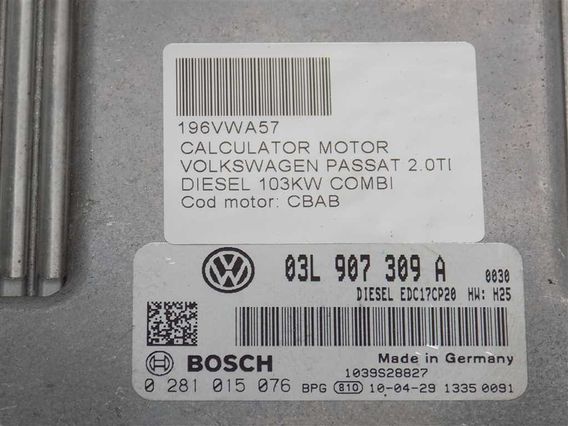 196VWA57
CALCULATOR MOTOR
VOLKSWAGEN PASSAT 2.0TI
DIESEL 103KW COMBI
Cod motor: CBAB
03L 907 309 A 0030
DIESEL EDC17CP20 HW: H25
BOSCH
Made in Germany
1039S28827
0 281 015 076 BPG 810 10-04-29 1335 0091